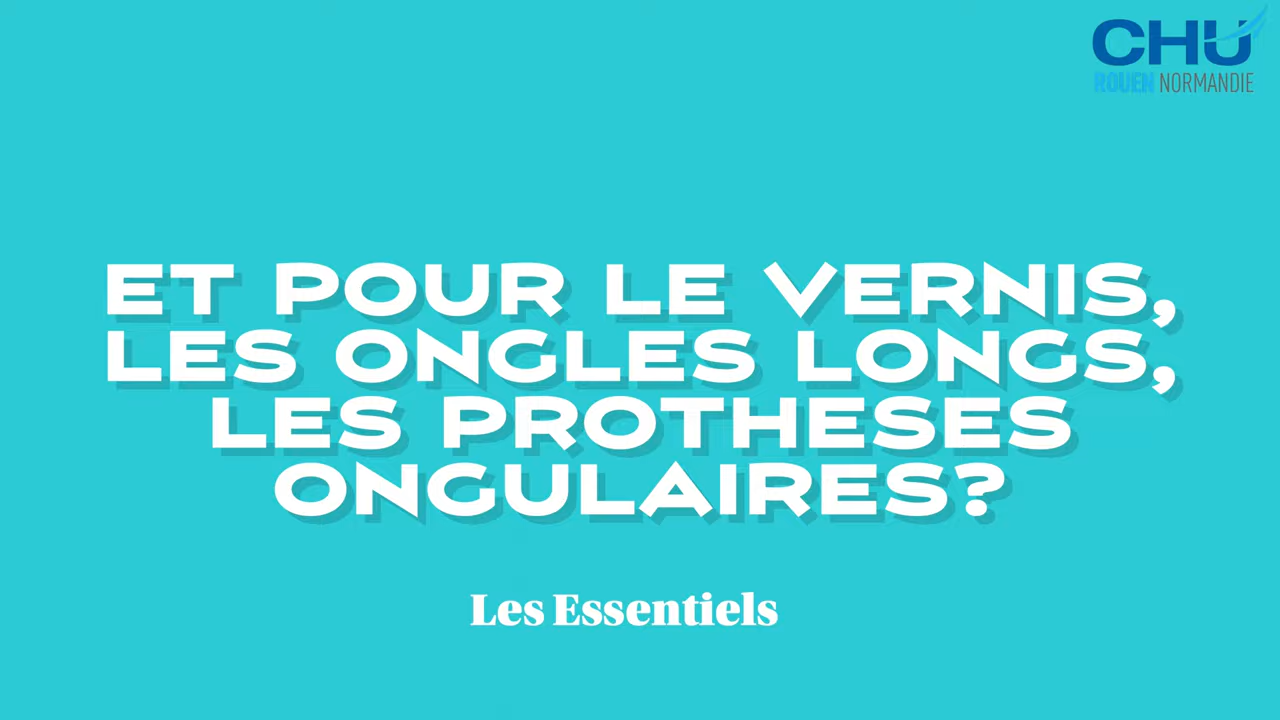 CHU
ROUEN NORMANDIE
ET POUR LE VERNIS,
LES ONGLES LONGS,
LES PROTHESES
ONGULAIRES?
Les Essentiels